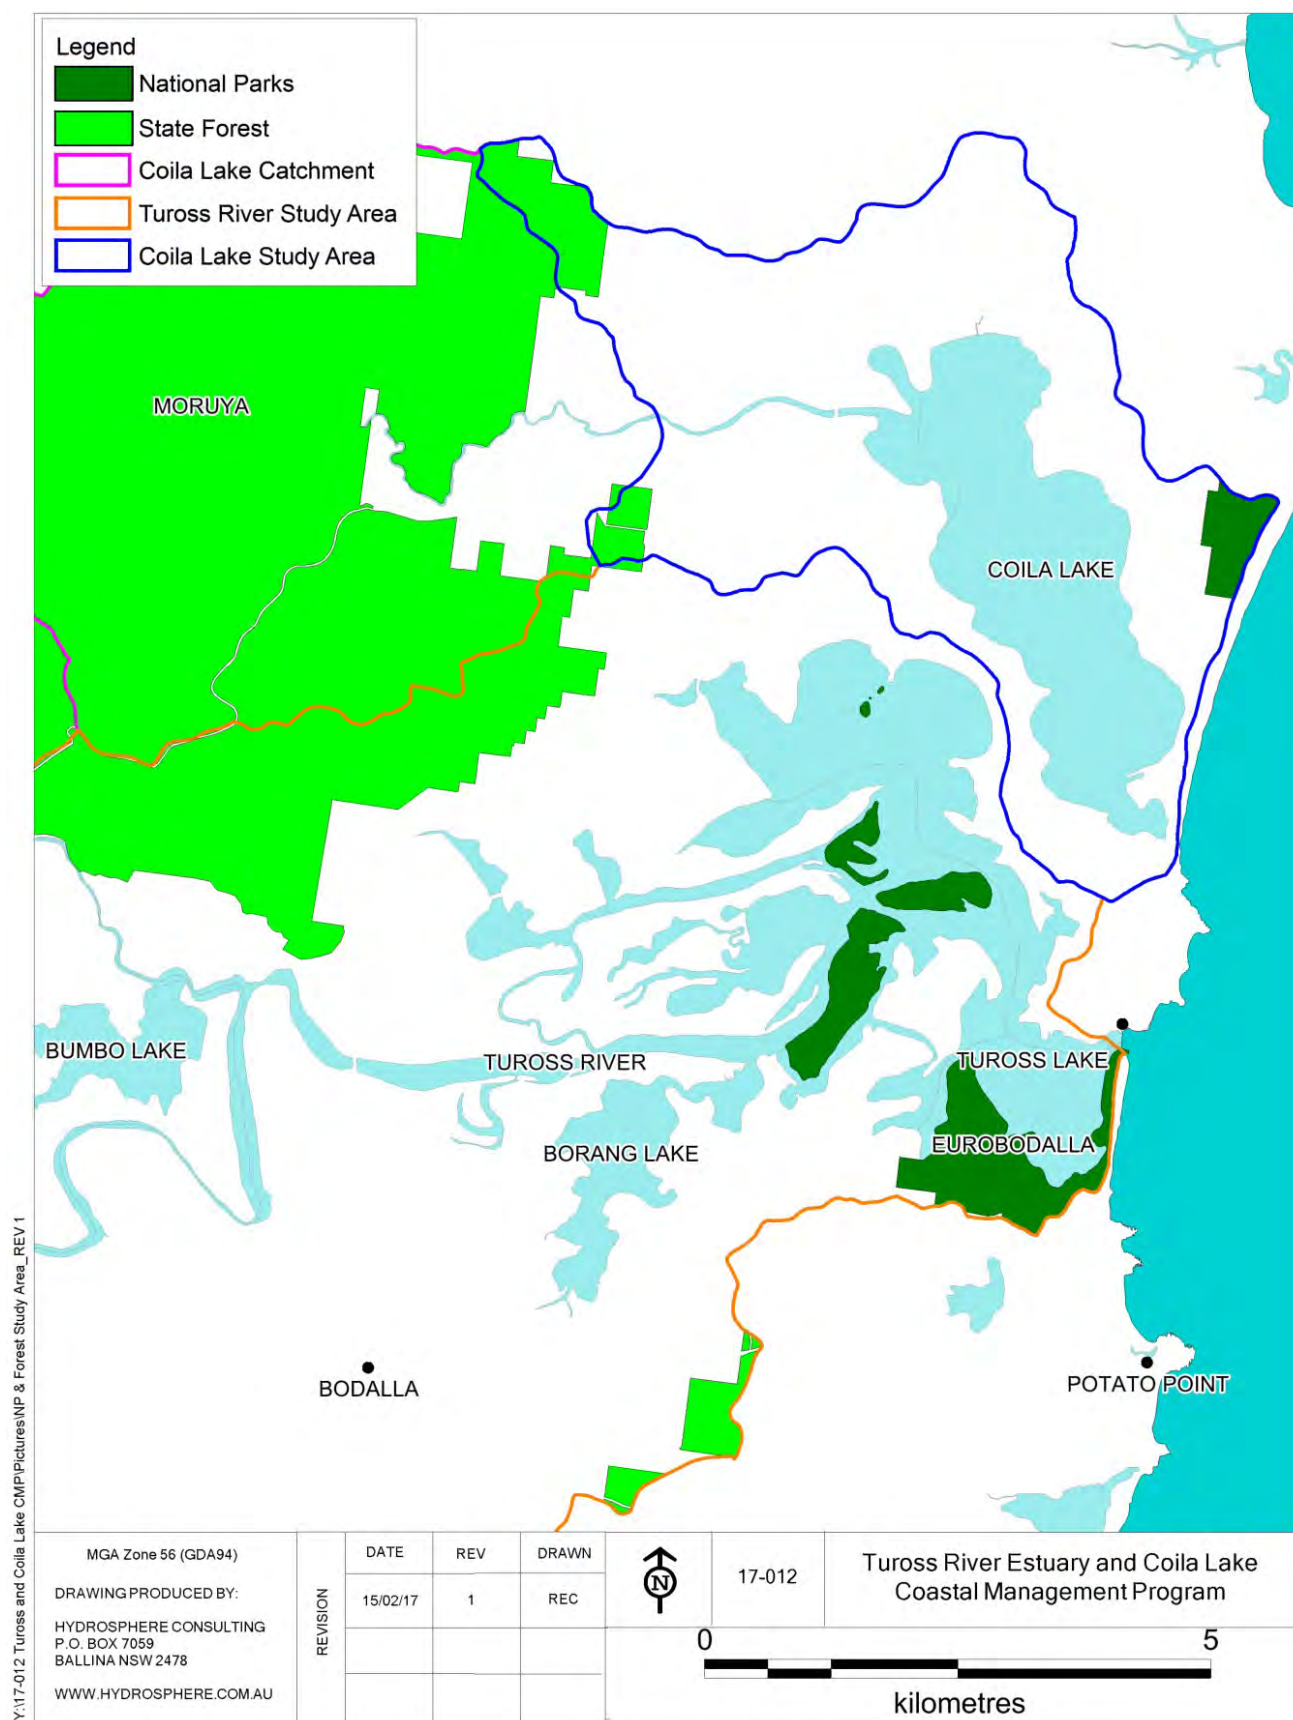 Legend
National Parks
State Forest
Coila Lake Catchment
Tuross River Study Area
Coila Lake Study Area
MORUYA
COILA LAKE
BUMBO LAKE
TUROSS RIVER
TUROSS LAKE
BORANG LAKE
EUROBODALLA
BODALLA
POTATO POINT
Y:\17-012 Tuross and Coila Lake CMP\Pictures\NP & Forest Study Area_REV 1
MGA Zone 56 (GDA94)
DRAWING PRODUCED BY:
HYDROSPHERE CONSULTING
P.O. BOX 7059
BALLINA NSW 2478
WWW.HYDROSPHERE.COM.AU
REVISION
DATE REV DRAWN
15/02/17 1 REC
N
17-012
Tuross River Estuary and Coila Lake
Coastal Management Program
0 5
kilometres